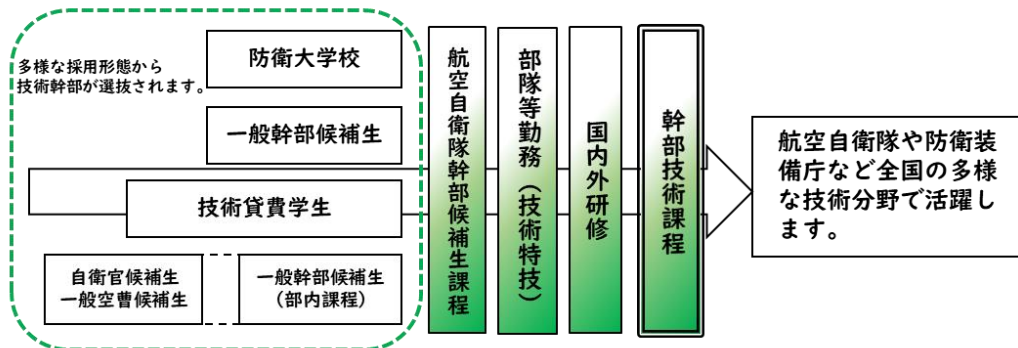 多様な採用形態から
技術幹部が選抜されます。
防衛大学校
一般幹部候補生
技術貸費学生
自衛官候補生
一般空曹候補生
一般幹部候補生
（部内課程）
航空自衛隊幹部候補生課程
部隊等勤務（技術特技）
国内外研修
幹部技術課程
航空自衛隊や防衛装
備庁など全国の多様
な技術分野で活躍し
ます。